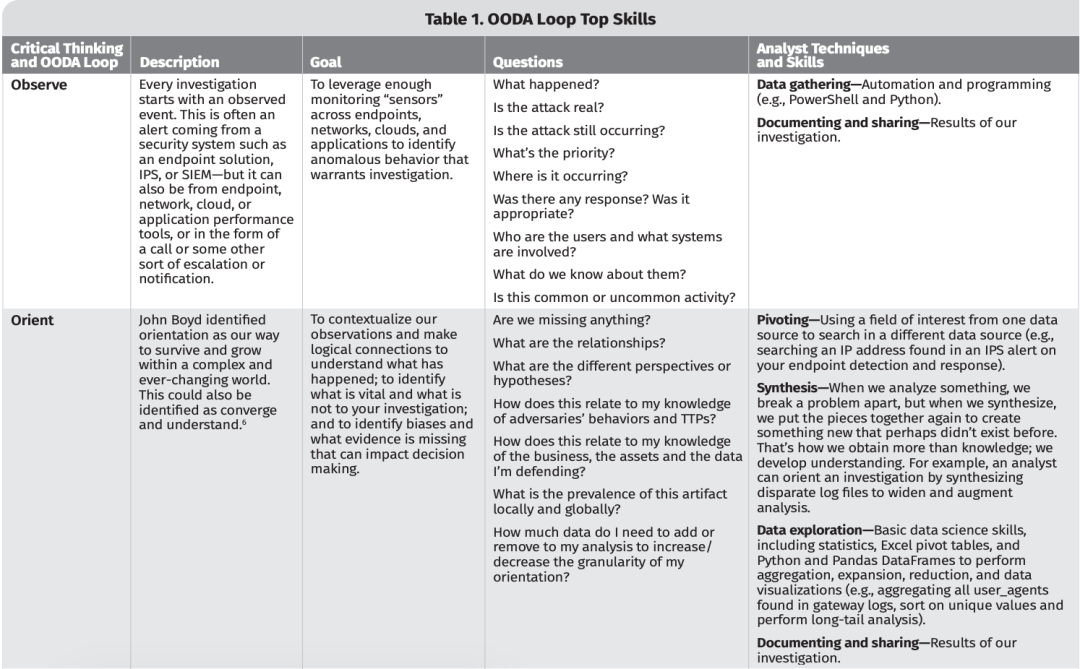 Table 1. OODA Loop Top Skills
Critical Thinking
and OODA Loop
Description
Goal
Questions
Analyst Techniques
and Skills
Observe
Every investigation
starts with an observed
event. This is often an
alert coming from a
security system such as
an endpoint solution,
IPS, or SIEM—but it can
also be from endpoint,
network, cloud, or
application performance
tools, or in the form of
a call or some other
sort of escalation or
notification.
To leverage enough
monitoring “sensors”
across endpoints,
networks, clouds, and
applications to identify
anomalous behavior that
warrants investigation.
What happened?
Is the attack real?
Is the attack still occurring?
What’s the priority?
Where is it occurring?
Was there any response? Was it
appropriate?
Who are the users and what systems
are involved?
What do we know about them?
Is this common or uncommon activity?
Data gathering—Automation and programming
(e.g., PowerShell and Python).
Documenting and sharing—Results of our
investigation.
Orient
John Boyd identified
orientation as our way
to survive and grow
within a complex and
ever-changing world.
This could also be
identified as converge
and understand.⁶
To contextualize our
observations and make
logical connections to
understand what has
happened; to identify
what is vital and what is
not to your investigation;
and to identify biases and
what evidence is missing
that can impact decision
making.
Are we missing anything?
What are the relationships?
What are the different perspectives or
hypotheses?
How does this relate to my knowledge
of adversaries’ behaviors and TTPs?
How does this relate to my knowledge
of the business, the assets and the data
I’m defending?
What is the prevalence of this artifact
locally and globally?
How much data do I need to add or
remove to my analysis to increase/
decrease the granularity of my
orientation?
Pivoting—Using a field of interest from one data
source to search in a different data source (e.g.,
searching an IP address found in an IPS alert on
your endpoint detection and response).
Synthesis—When we analyze something, we
break a problem apart, but when we synthesize,
we put the pieces together again to create
something new that perhaps didn’t exist before.
That’s how we obtain more than knowledge; we
develop understanding. For example, an analyst
can orient an investigation by synthesizing
disparate log files to widen and augment
analysis.
Data exploration—Basic data science skills,
including statistics, Excel pivot tables, and
Python and Pandas DataFrames to perform
aggregation, expansion, reduction, and data
visualizations (e.g., aggregating all user_agents
found in gateway logs, sort on unique values and
perform long-tail analysis).
Documenting and sharing—Results of our
investigation.